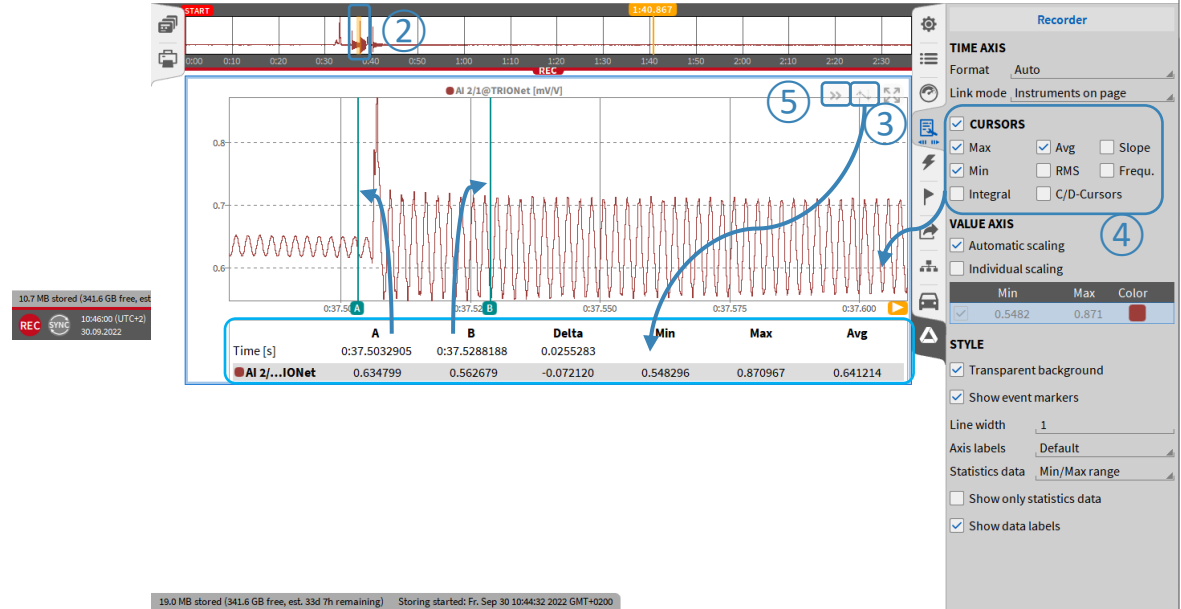 START
1:40.867
2
0:00 0:10 0:20 0:30 0:40 0:50 1:00 1:10 1:20 1:30 1:40 1:50 2:00 2:10 2:20 2:30
REC
AI 2/1@TRIONet [mV/V]
5
3
0.8
0.7
0.6
A B
0:37.550 0:37.575 0:37.600
A B Delta Min Max Avg
Time [s] 0:37.5032905 0:37.5288188 0.0255283
AI 2/...IONet 0.634799 0.562679 -0.072120 0.548296 0.870967 0.641214
10.7 MB stored (341.6 GB free, est
REC SYNC 10:46:00 (UTC+2)
30.09.2022
Recorder
TIME AXIS
Format Auto
Link mode Instruments on page
CURSORS
Max Avg Slope
Min RMS Frequ.
Integral C/D-Cursors
4
VALUE AXIS
Automatic scaling
Individual scaling
Min Max Color
0.5482 0.871
STYLE
Transparent background
Show event markers
Line width 1
Axis labels Default
Statistics data Min/Max range
Show only statistics data
Show data labels
19.0 MB stored (341.6 GB free, est. 33d 7h remaining) Storing started: Fr. Sep 30 10:44:32 2022 GMT+0200